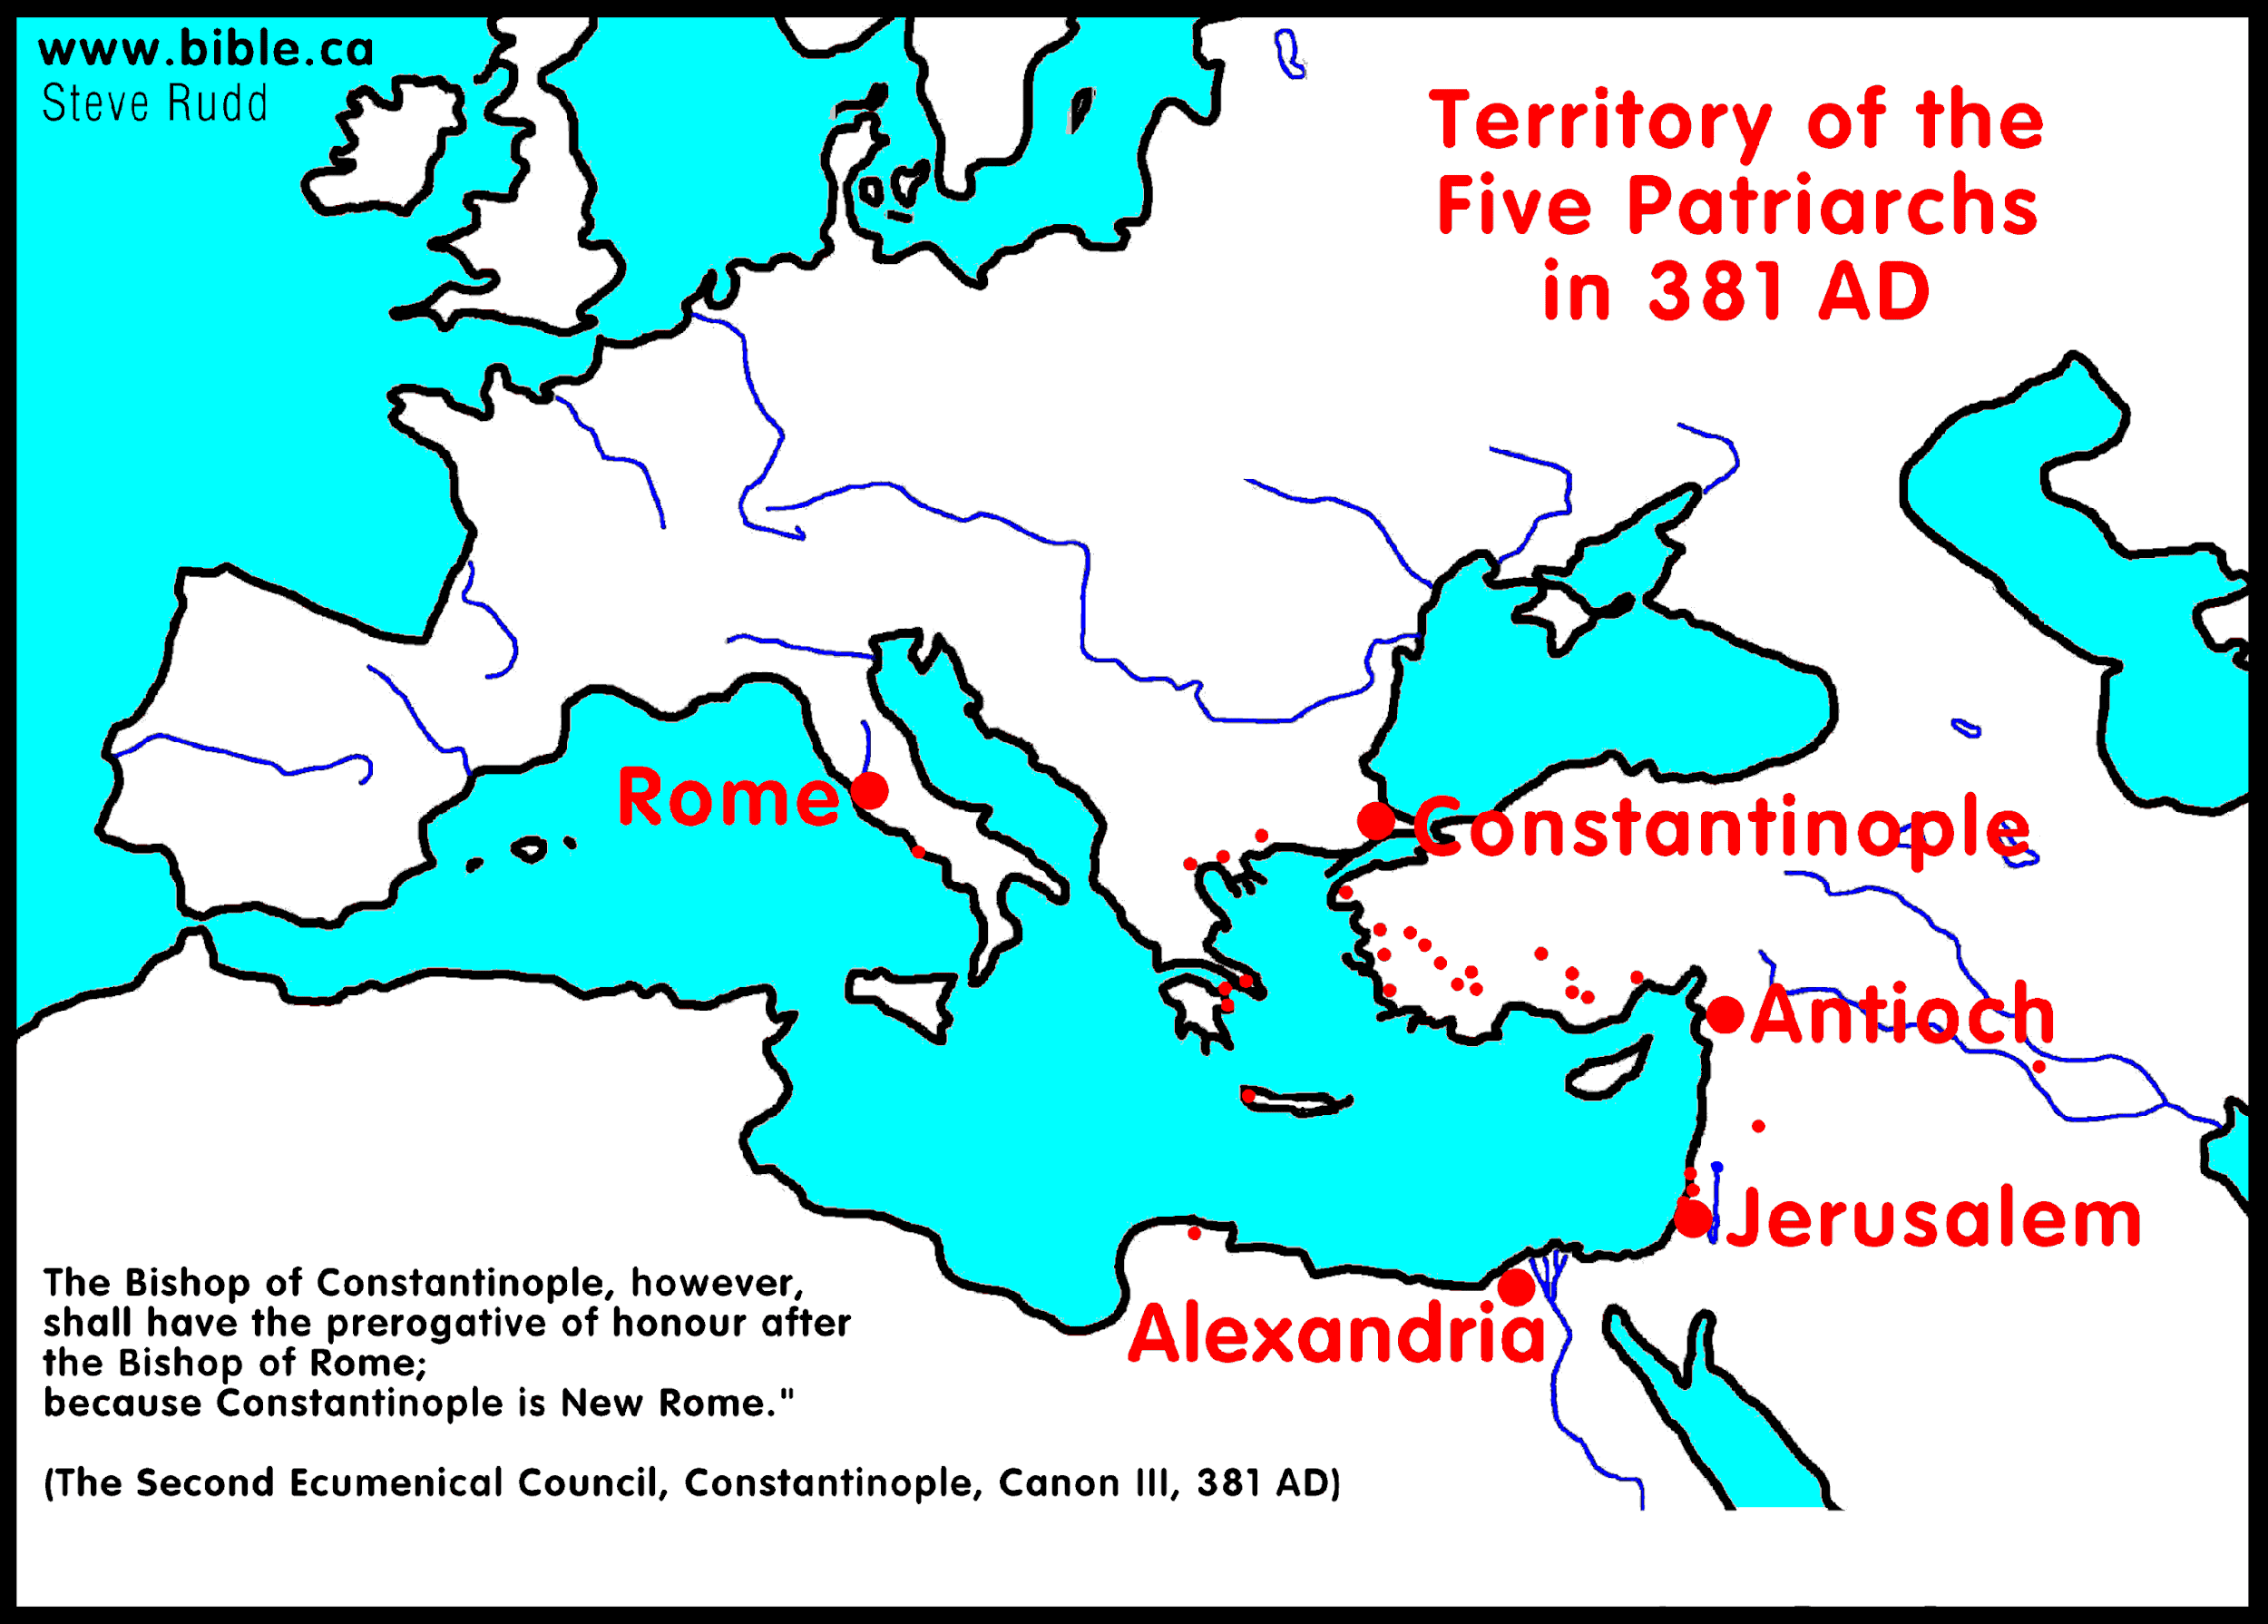 www.bible.ca
Steve Rudd
Territory of the
Five Patriarchs
in 381 AD
Rome
Constantinople
Antioch
Jerusalem
Alexandria
The Bishop of Constantinople, however,
shall have the prerogative of honour after
the Bishop of Rome;
because Constantinople is New Rome."
(The Second Ecumenical Council, Constantinople, Canon III, 381 AD)